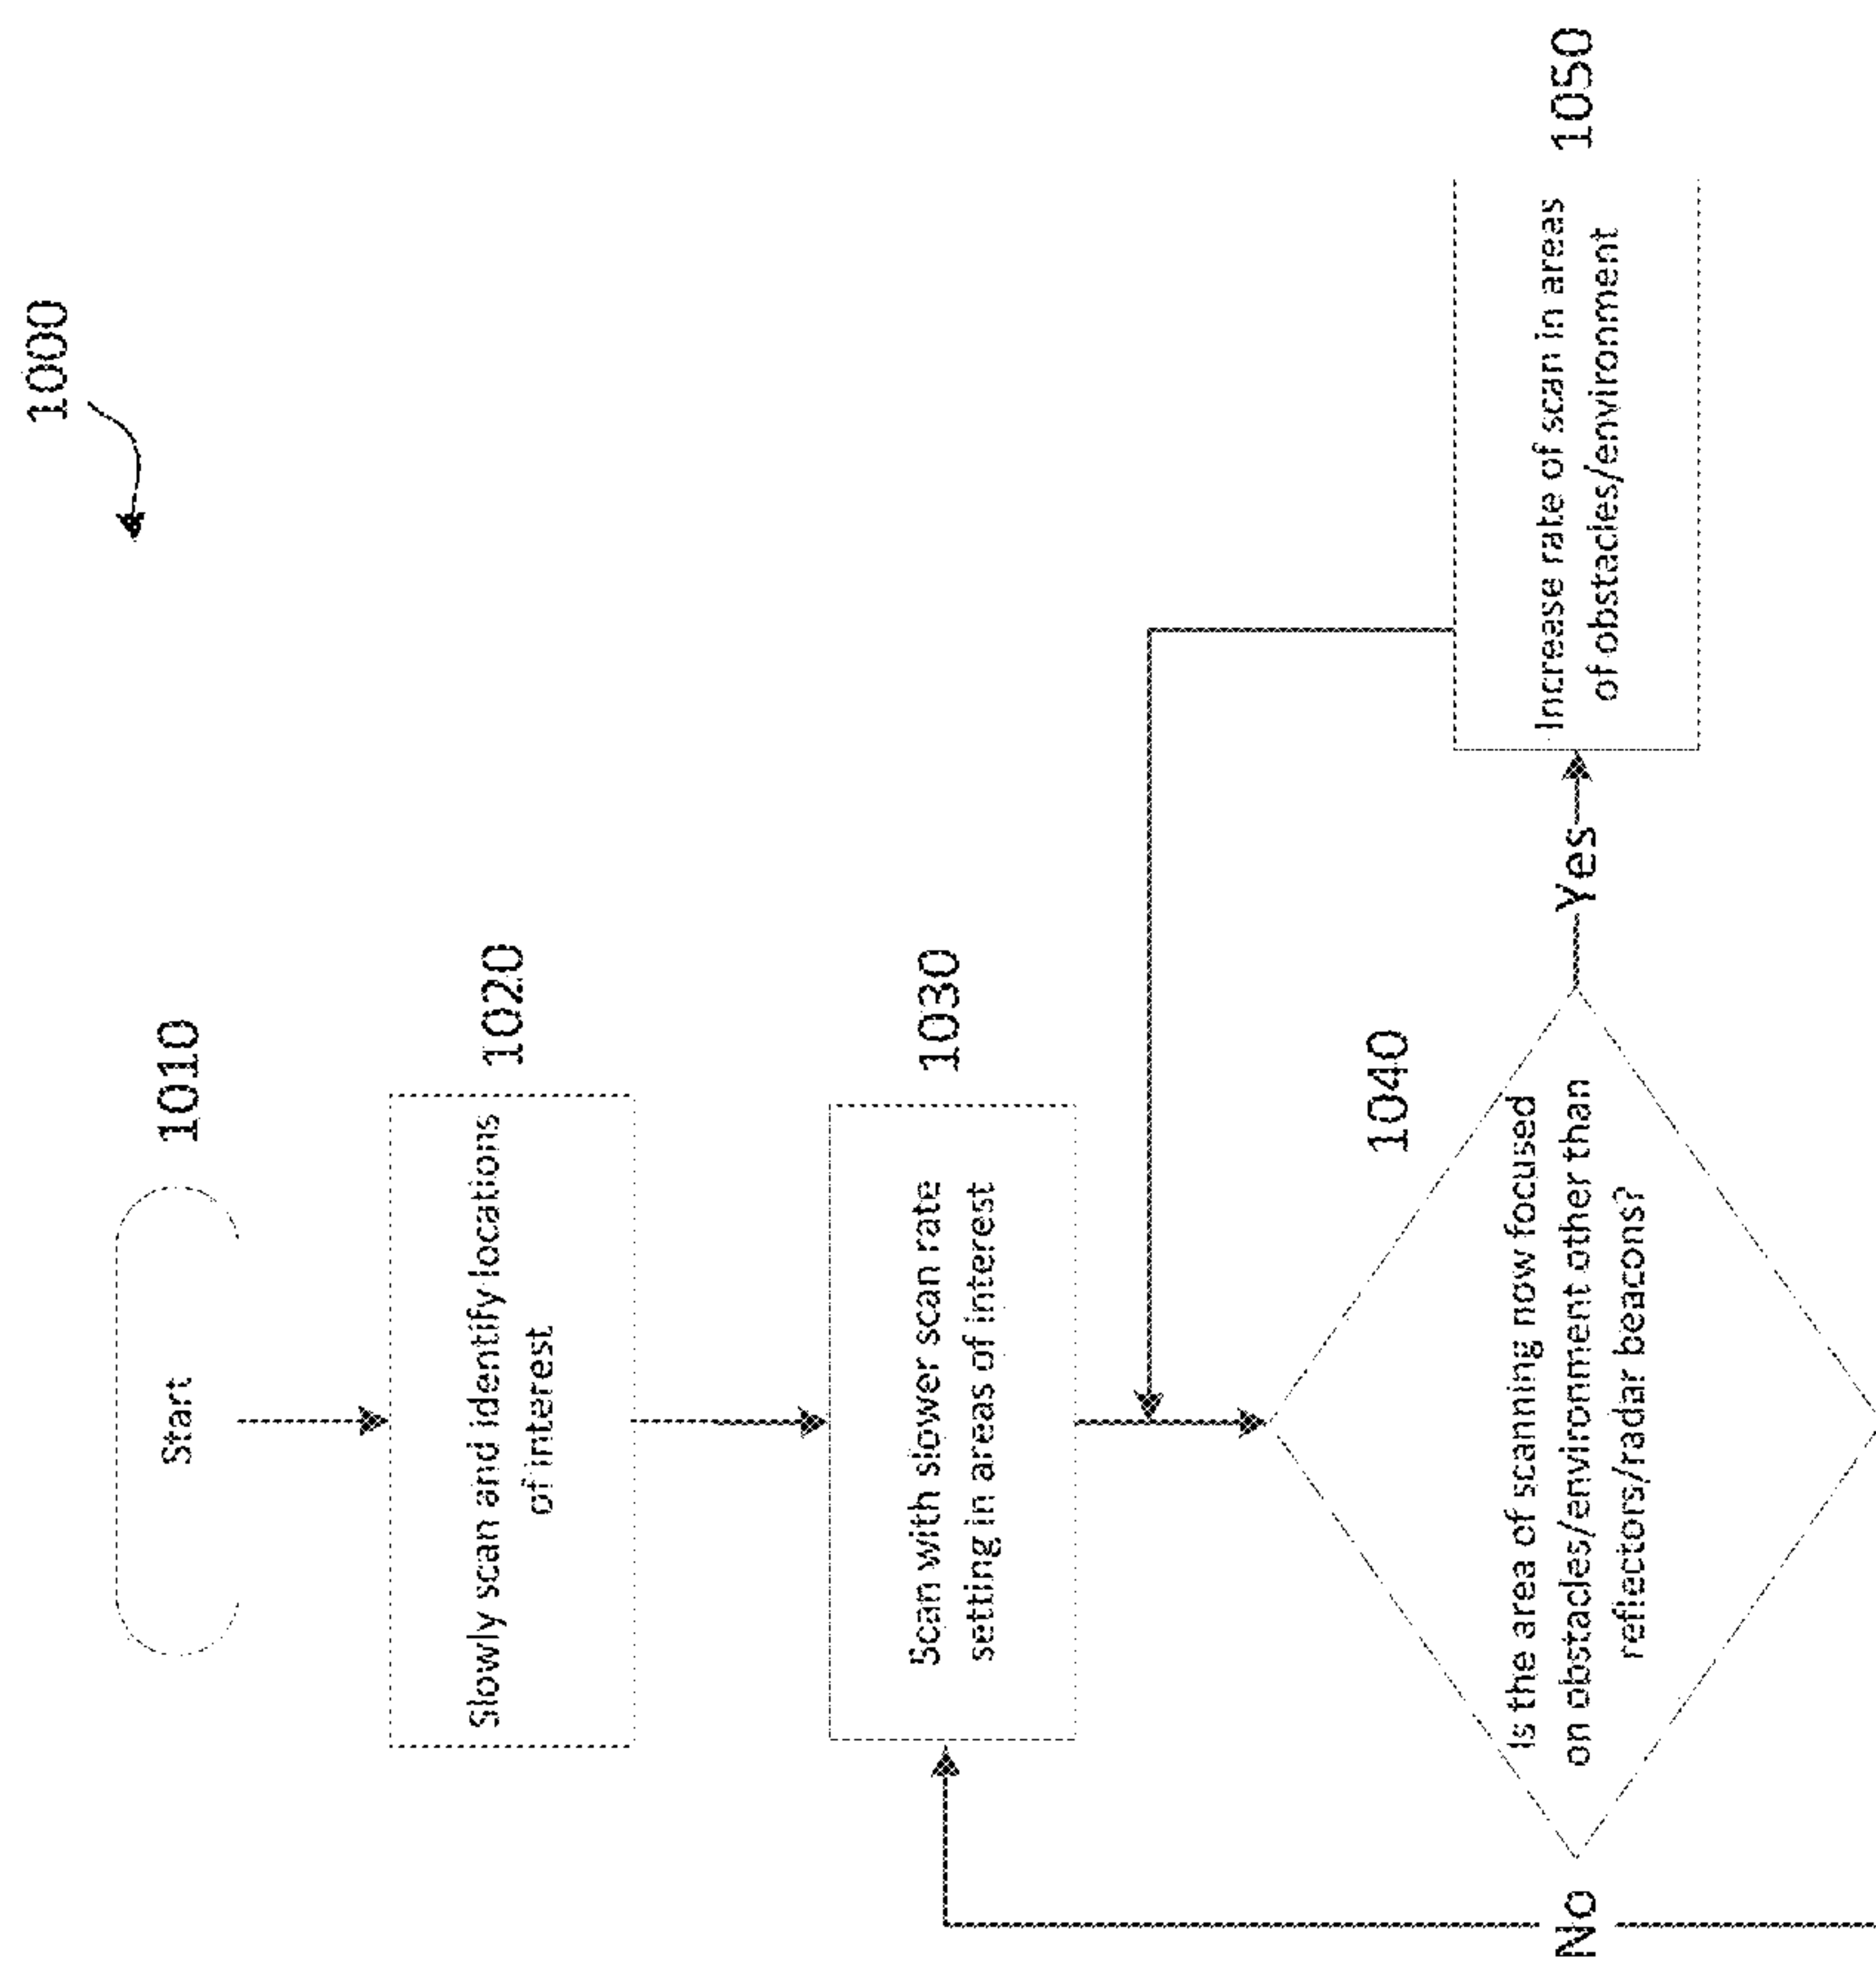 1000
Start
1010
Slowly scan and identify locations
of interest
1020
Scan with slower scan rate
setting in areas of interest
1030
1040
Is the area of scanning now focused
on obstacles/environment other than
reflectors/radar beacons?
Yes
Increase rate of scan in areas
of obstacles/environment
1050
No